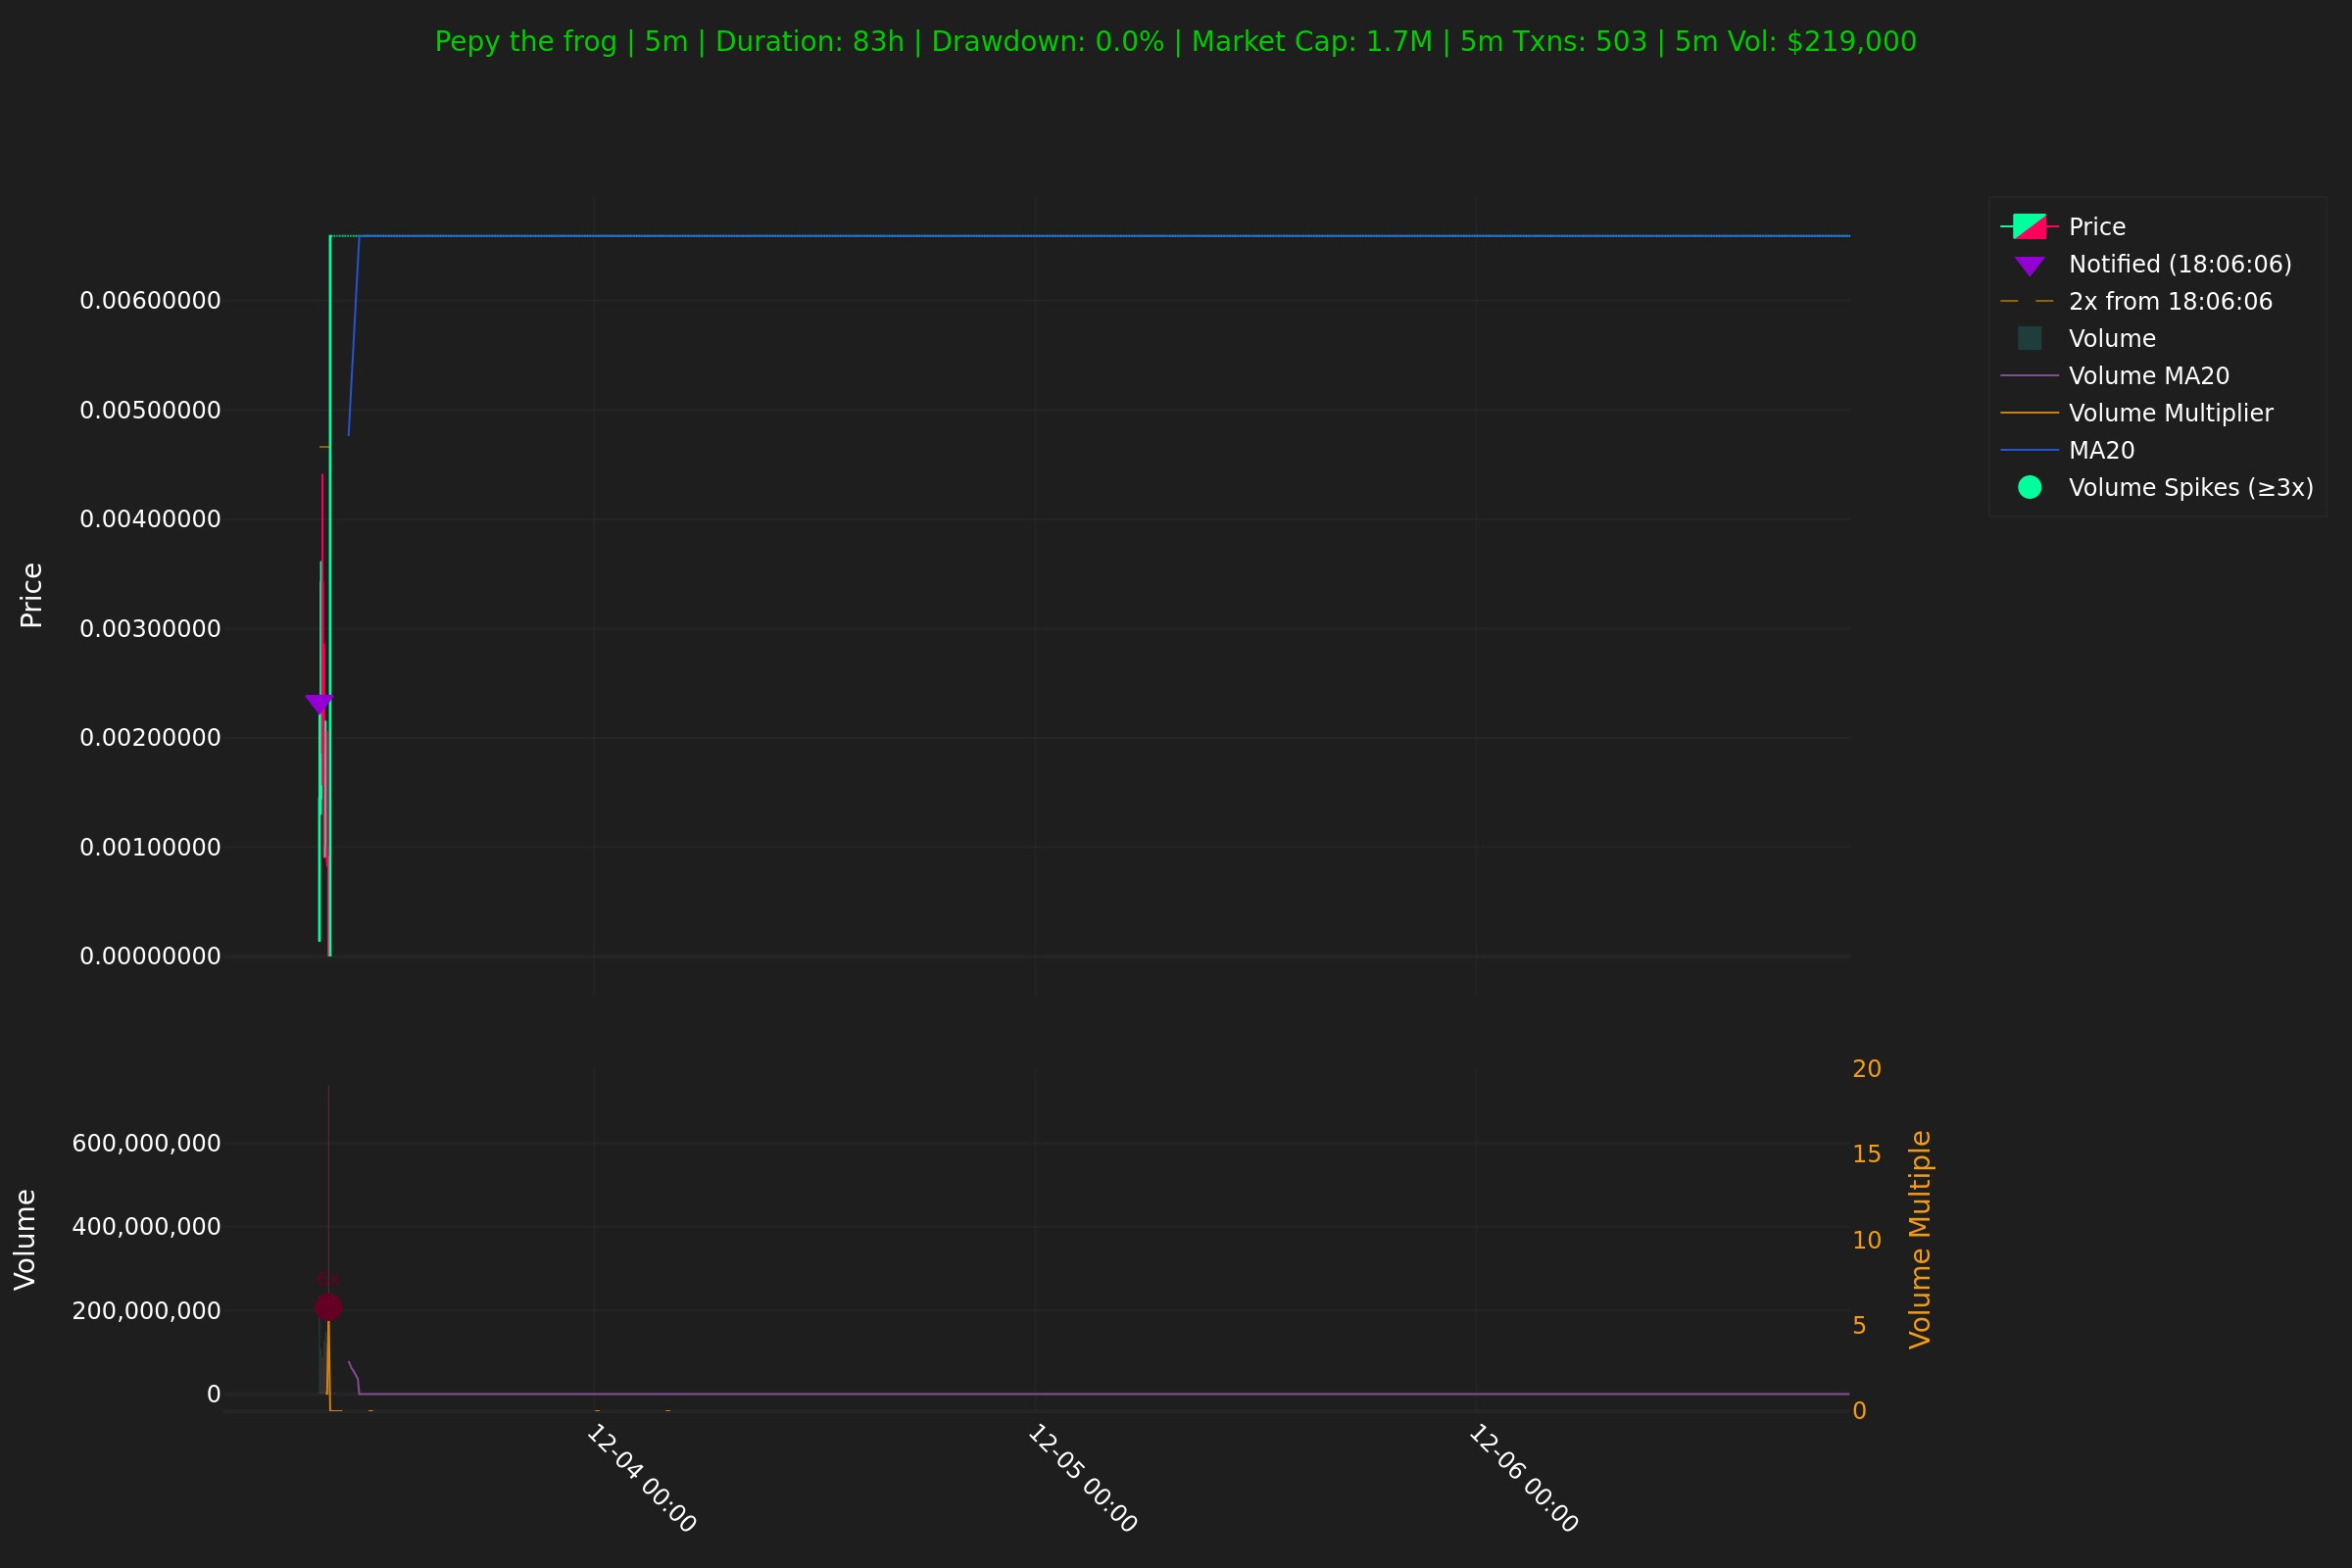 Pepy the frog | 5m | Duration: 83h | Drawdown: 0.0% | Market Cap: 1.7M | 5m Txns: 503 | 5m Vol: $219,000
Price
Notified (18:06:06)
2x from 18:06:06
Volume
Volume MA20
Volume Multiplier
MA20
Volume Spikes (≥3x)
Price
0.00600000
0.00500000
0.00400000
0.00300000
0.00200000
0.00100000
0.00000000
Volume
600,000,000
400,000,000
200,000,000
0
20
15
10
5
0
Volume Multiple
12-04 00:00
12-05 00:00
12-06 00:00